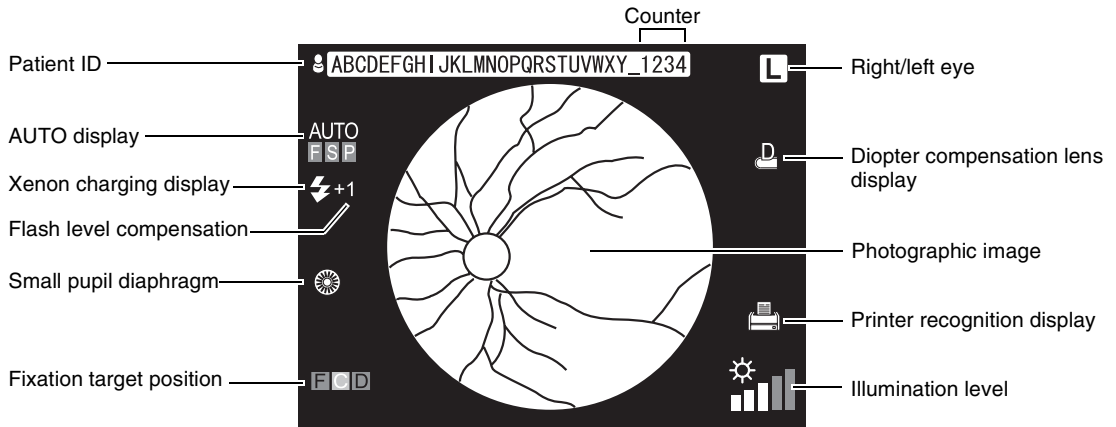 Counter
Patient ID
ABCDEFGHIJKLMNOPQRSTUVWXY_1234
L
Right/left eye
AUTO display
AUTO
F S P
D
Diopter compensation lens
display
Xenon charging display
+1
Flash level compensation
Photographic image
Small pupil diaphragm
Printer recognition display
Fixation target position
F C D
Illumination level